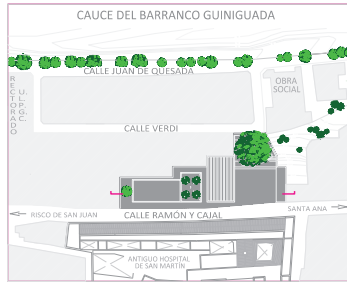 CAUCE DEL BARRANCO GUINIGUADA
CALLE JUAN DE QUESADA
RECTORADO
U.L.P.G.C.
OBRA
SOCIAL
CALLE VERDI
RISCO DE SAN JUAN
CALLE RAMÓN Y CAJAL
SANTA ANA
ANTIGUO HOSPITAL
DE SAN MARTÍN